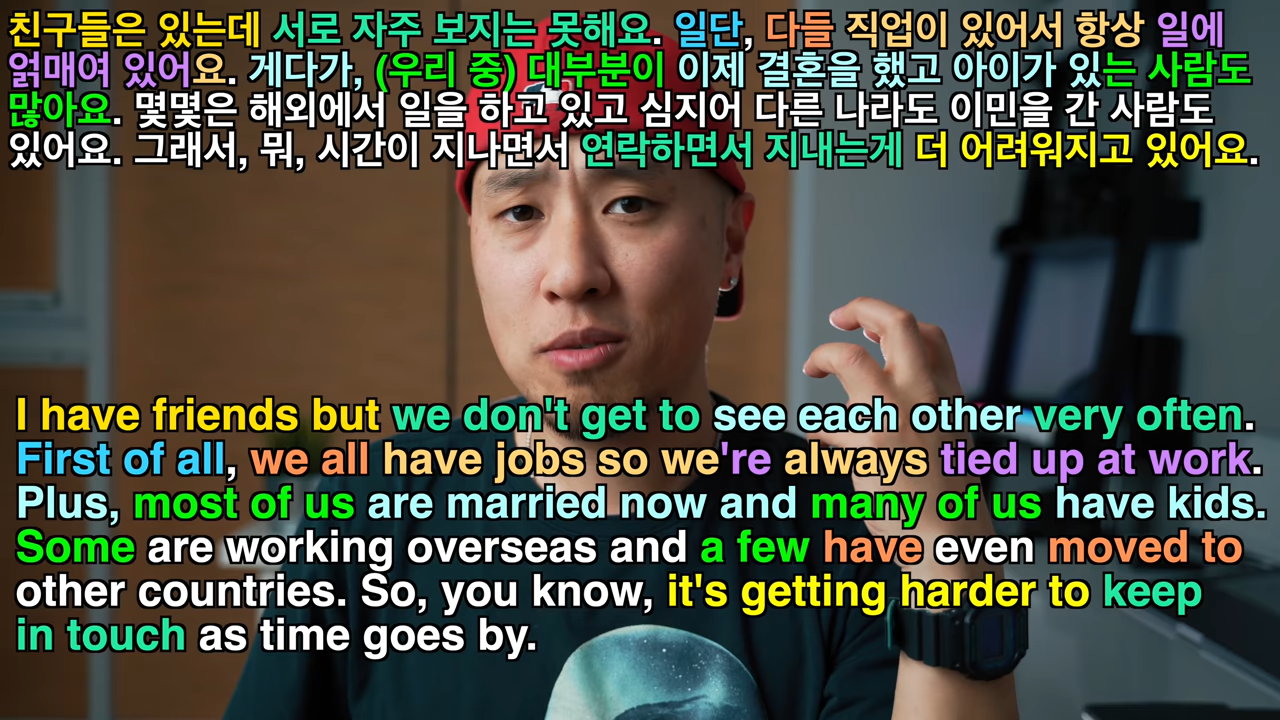 친구들은 있는데 서로 자주 보지는 못해요. 일단, 다들 직업이 있어서 항상 일에
얽매여 있어요. 게다가, (우리 중) 대부분이 이제 결혼을 했고 아이가 있는 사람도
많아요. 몇몇은 해외에서 일을 하고 있고 심지어 다른 나라로 이민을 간 사람도
있어요. 그래서, 뭐, 시간이 지나면서 연락하면서 지내는게 더 어려워지고 있어요.
I have friends but we don't get to see each other very often.
First of all, we all have jobs so we're always tied up at work.
Plus, most of us are married now and many of us have kids.
Some are working overseas and a few have even moved to
other countries. So, you know, it's getting harder to keep
in touch as time goes by.